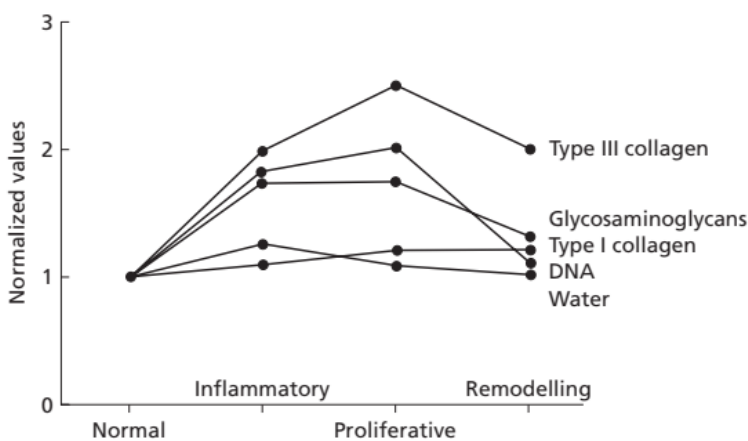 3
2
1
0
Normalized values
Type III collagen
Glycosaminoglycans
Type I collagen
DNA
Water
Inflammatory
Remodelling
Normal
Proliferative